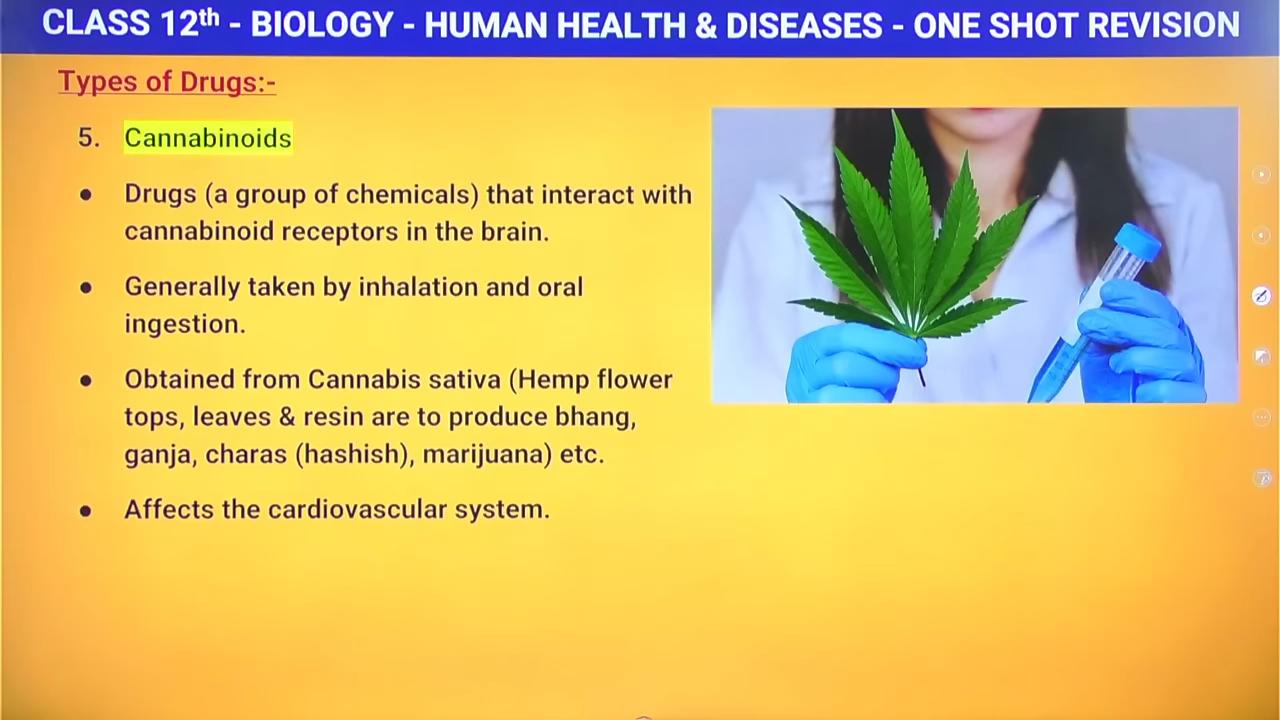 CLASS 12th - BIOLOGY - HUMAN HEALTH & DISEASES - ONE SHOT REVISION
Types of Drugs:-
5. Cannabinoids
● Drugs (a group of chemicals) that interact with
cannabinoid receptors in the brain.
● Generally taken by inhalation and oral
ingestion.
● Obtained from Cannabis sativa (Hemp flower
tops, leaves & resin are to produce bhang,
ganja, charas (hashish), marijuana) etc.
● Affects the cardiovascular system.